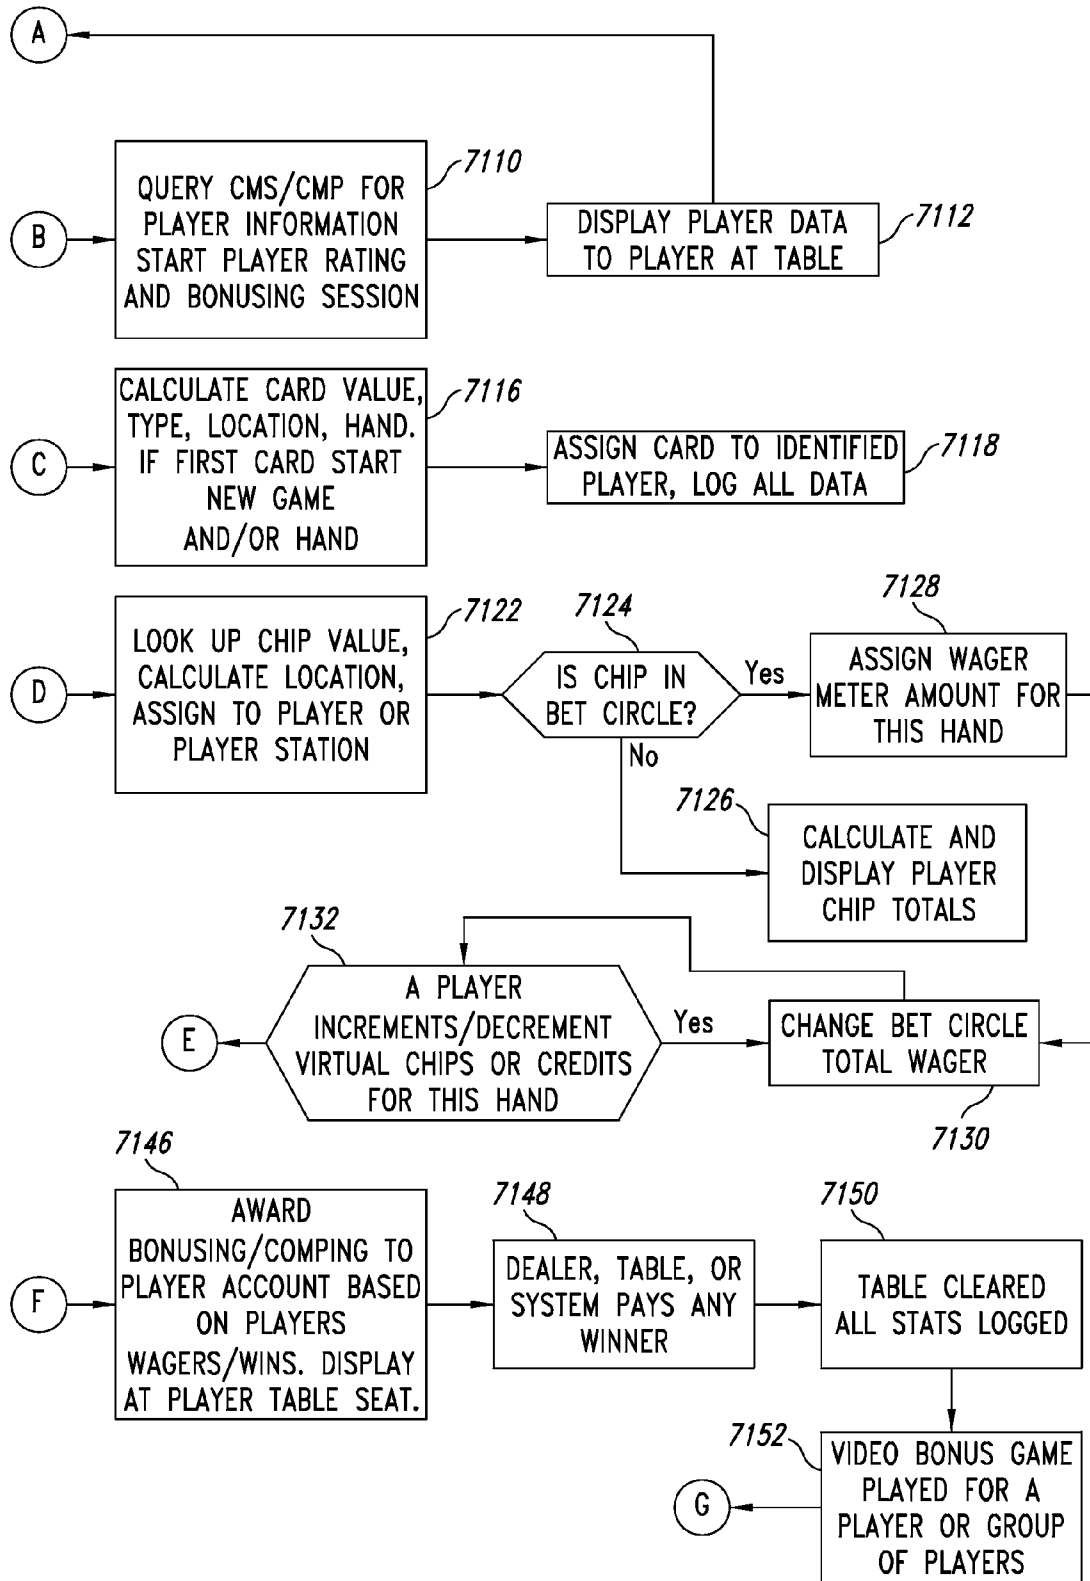 A
7110
B
QUERY CMS/CMP FOR
PLAYER INFORMATION
START PLAYER RATING
AND BONUSING SESSION
7112
DISPLAY PLAYER DATA
TO PLAYER AT TABLE
7116
C
CALCULATE CARD VALUE,
TYPE, LOCATION, HAND.
IF FIRST CARD START
NEW GAME
AND/OR HAND
7118
ASSIGN CARD TO IDENTIFIED
PLAYER, LOG ALL DATA
7122
D
LOOK UP CHIP VALUE,
CALCULATE LOCATION,
ASSIGN TO PLAYER OR
PLAYER STATION
7124
IS CHIP IN
BET CIRCLE?
Yes
No
7128
ASSIGN WAGER
METER AMOUNT FOR
THIS HAND
7126
CALCULATE AND
DISPLAY PLAYER
CHIP TOTALS
7132
E
A PLAYER
INCREMENTS/DECREMENT
VIRTUAL CHIPS OR CREDITS
FOR THIS HAND
Yes
CHANGE BET CIRCLE
TOTAL WAGER
7130
7146
F
AWARD
BONUSING/COMPING TO
PLAYER ACCOUNT BASED
ON PLAYERS
WAGERS/WINS. DISPLAY
AT PLAYER TABLE SEAT.
7148
DEALER, TABLE, OR
SYSTEM PAYS ANY
WINNER
7150
TABLE CLEARED
ALL STATS LOGGED
7152
G
VIDEO BONUS GAME
PLAYED FOR A
PLAYER OR GROUP
OF PLAYERS